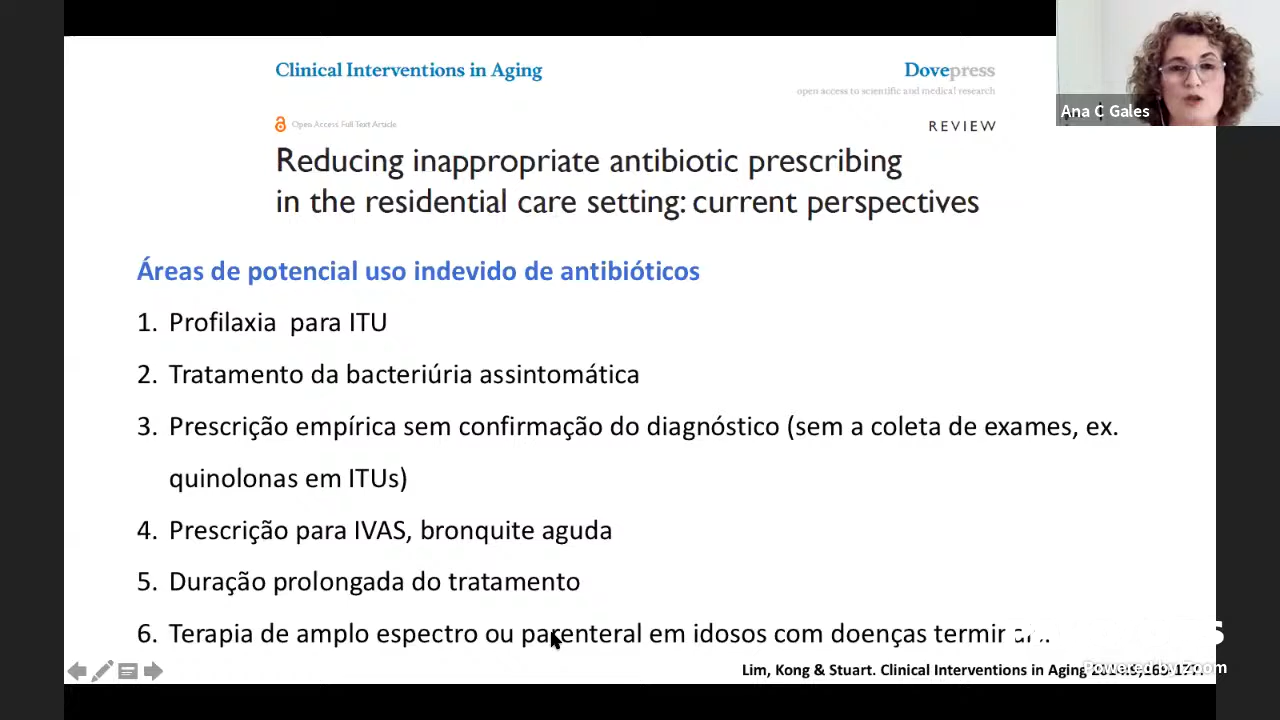 Clinical Interventions in Aging
Dovepress
open access to scientific and medical research
Open Access Full Text Article
REVIEW
Reducing inappropriate antibiotic prescribing
in the residential care setting: current perspectives
Ana C Gales
Áreas de potencial uso indevido de antibióticos
1. Profilaxia para ITU
2. Tratamento da bacteriúria assintomática
3. Prescrição empírica sem confirmação do diagnóstico (sem a coleta de exames, ex.
quinolonas em ITUs)
4. Prescrição para IVAS, bronquite aguda
5. Duração prolongada do tratamento
6. Terapia de amplo espectro ou parenteral em idosos com doenças
Lim, Kong & Stuart. Clinical Interventions in Aging
Powered by Zoom